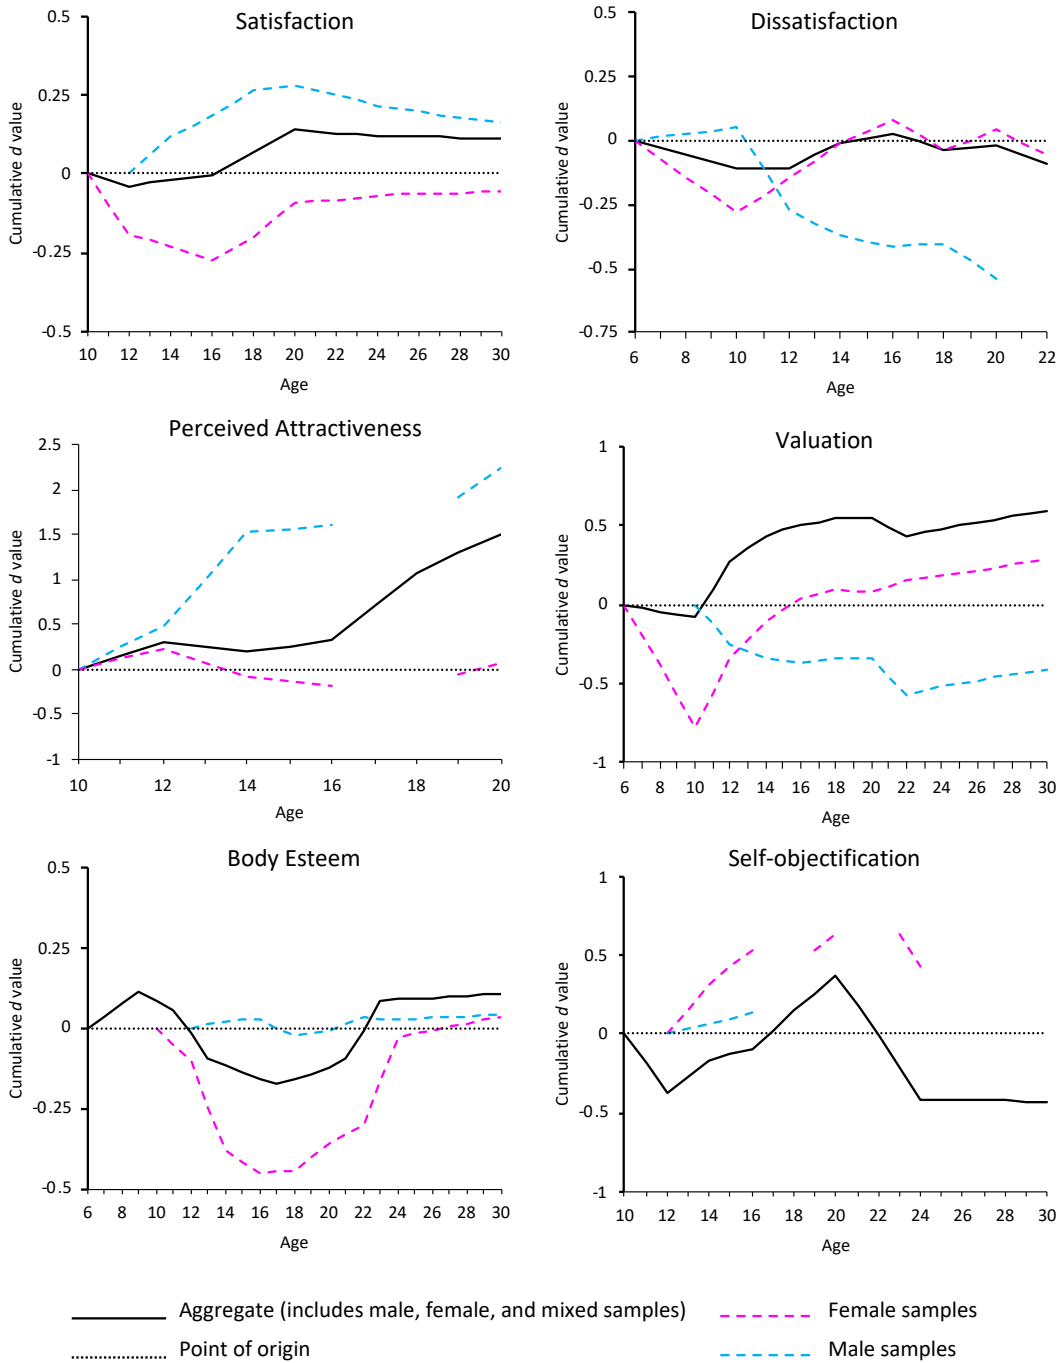 Satisfaction
Cumulative d value
0.5
0.25
0
-0.25
-0.5
10 12 14 16 18 20 22 24 26 28 30
Age
Dissatisfaction
Cumulative d value
0.5
0.25
0
-0.25
-0.5
-0.75
6 8 10 12 14 16 18 20 22
Age
Perceived Attractiveness
Cumulative d value
2.5
2
1.5
1
0.5
0
-0.5
-1
10 12 14 16 18 20
Age
Valuation
Cumulative d value
1
0.5
0
-0.5
-1
6 8 10 12 14 16 18 20 22 24 26 28 30
Age
Body Esteem
Cumulative d value
0.5
0.25
0
-0.25
-0.5
6 8 10 12 14 16 18 20 22 24 26 28 30
Age
Self-objectification
Cumulative d value
1
0.5
0
-0.5
-1
10 12 14 16 18 20 22 24 26 28 30
Age
Aggregate (includes male, female, and mixed samples)
Female samples
Point of origin
Male samples